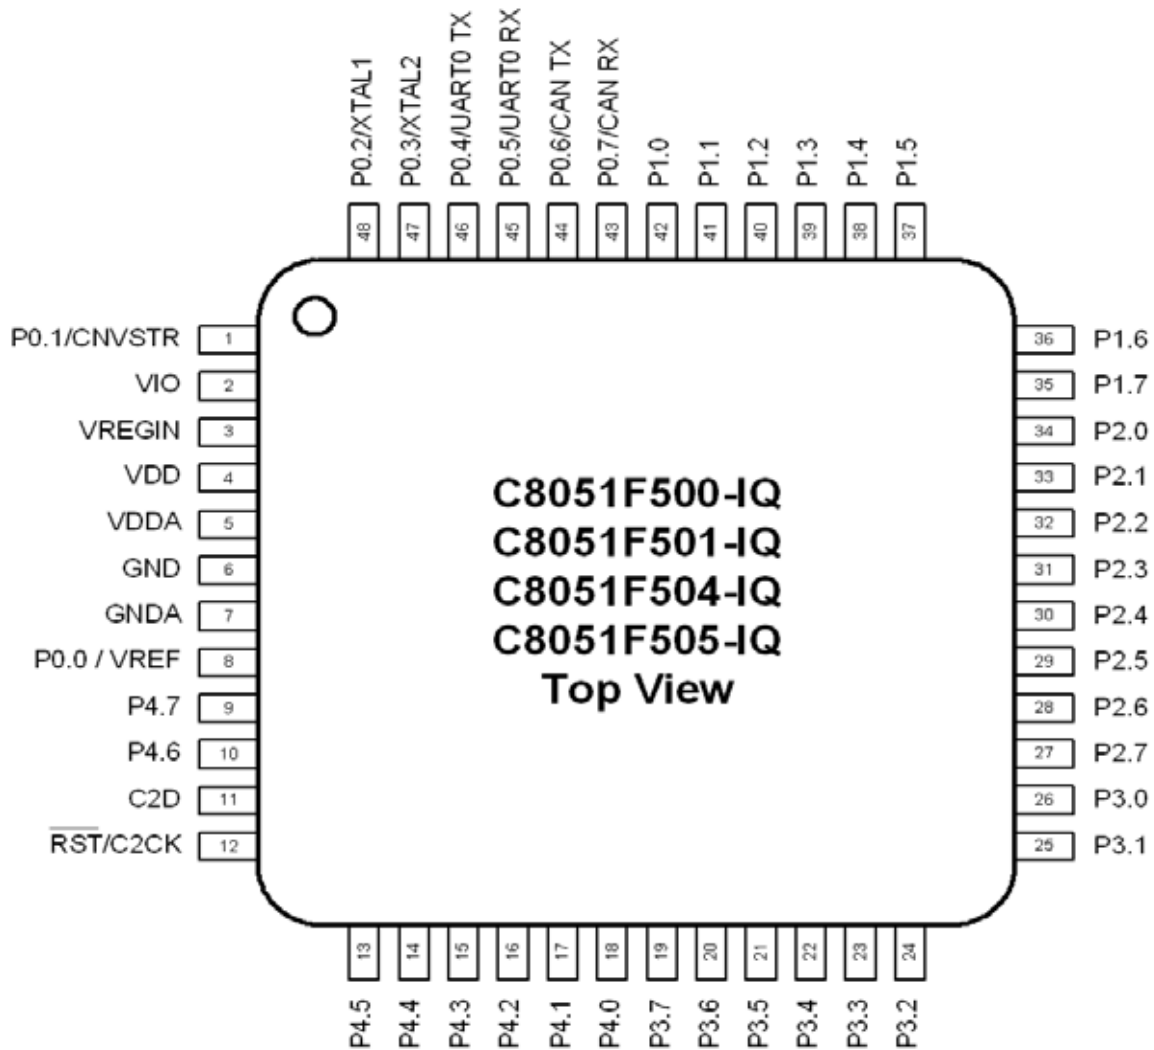 P0.2/XTAL1
P0.3/XTAL2
P0.4/UART0 TX
P0.5/UART0 RX
P0.6/CAN TX
P0.7/CAN RX
P1.0
P1.1
P1.2
P1.3
P1.4
P1.5
48
47
46
45
44
43
42
41
40
39
38
37
P0.1/CNVSTR 1
VIO 2
VREGIN 3
VDD 4
VDDA 5
GND 6
GNDA 7
P0.0 / VREF 8
P4.7 9
P4.6 10
C2D 11
RST/C2CK 12
C8051F500-IQ
C8051F501-IQ
C8051F504-IQ
C8051F505-IQ
Top View
36 P1.6
35 P1.7
34 P2.0
33 P2.1
32 P2.2
31 P2.3
30 P2.4
29 P2.5
28 P2.6
27 P2.7
26 P3.0
25 P3.1
13
14
15
16
17
18
19
20
21
22
23
24
P4.5
P4.4
P4.3
P4.2
P4.1
P4.0
P3.7
P3.6
P3.5
P3.4
P3.3
P3.2